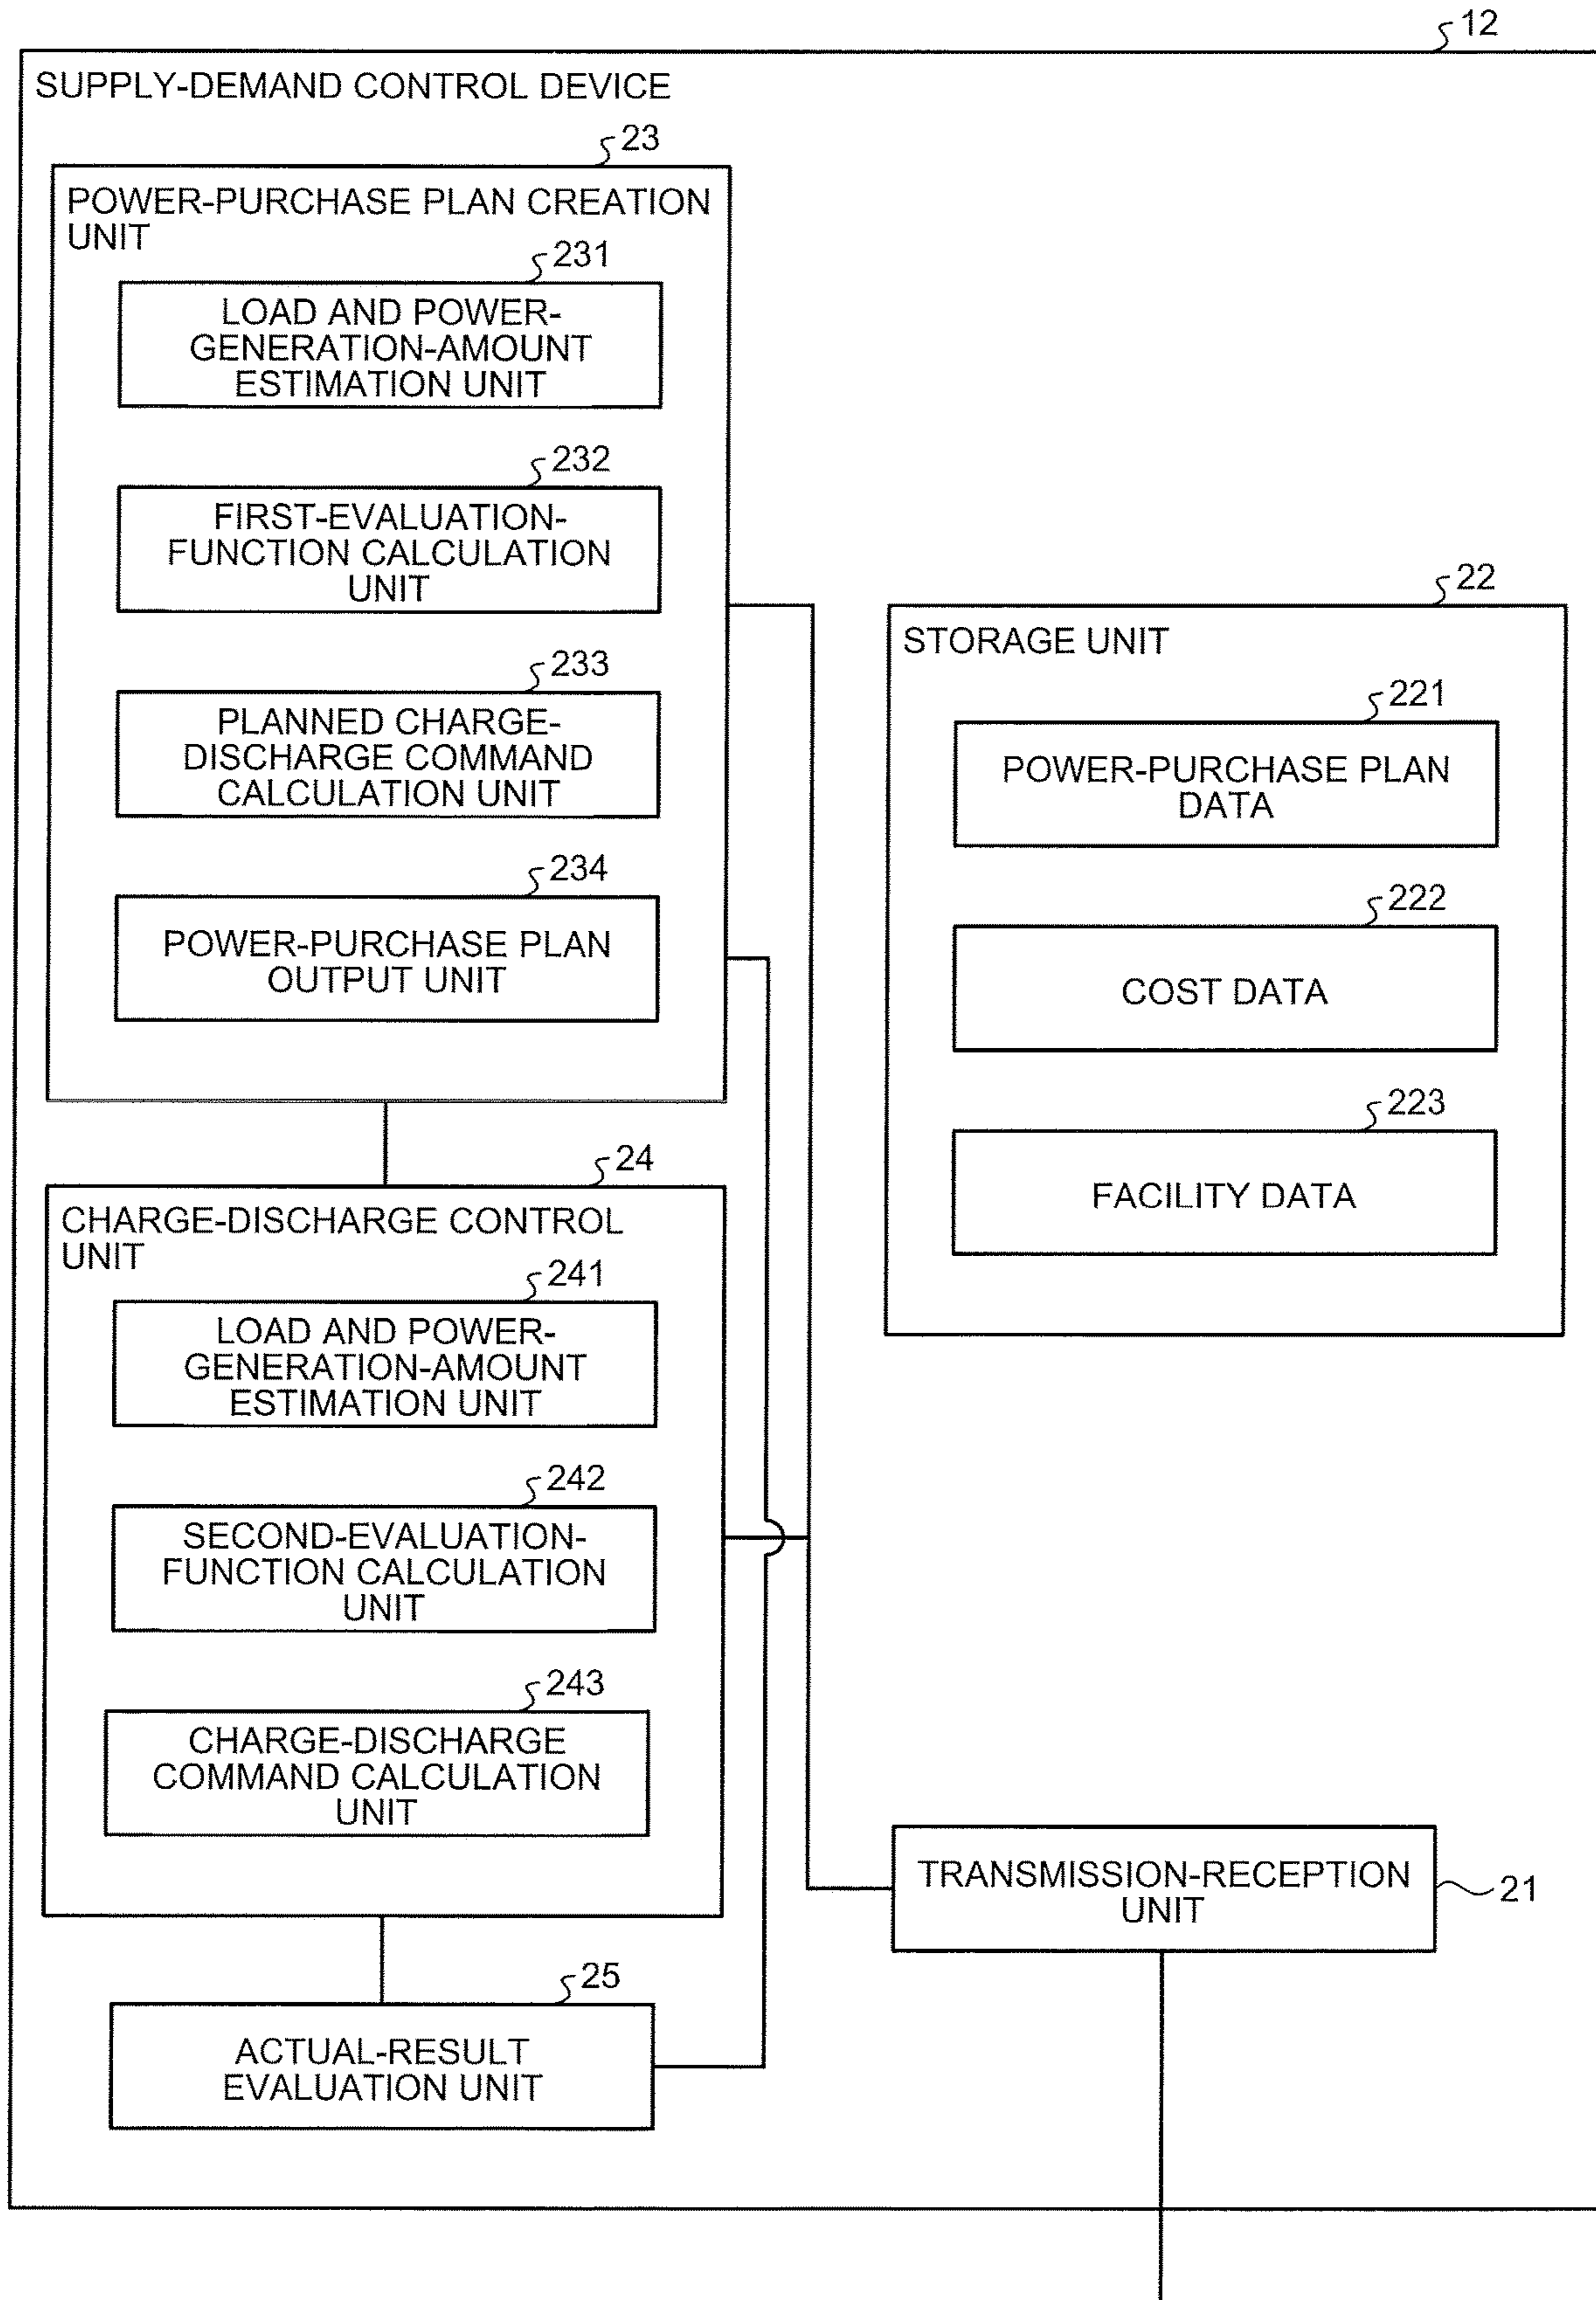 12
SUPPLY-DEMAND CONTROL DEVICE
23
POWER-PURCHASE PLAN CREATION
UNIT
231
LOAD AND POWER-
GENERATION-AMOUNT
ESTIMATION UNIT
232
FIRST-EVALUATION-
FUNCTION CALCULATION
UNIT
233
PLANNED CHARGE-
DISCHARGE COMMAND
CALCULATION UNIT
234
POWER-PURCHASE PLAN
OUTPUT UNIT
24
CHARGE-DISCHARGE CONTROL
UNIT
241
LOAD AND POWER-
GENERATION-AMOUNT
ESTIMATION UNIT
242
SECOND-EVALUATION-
FUNCTION CALCULATION
UNIT
243
CHARGE-DISCHARGE
COMMAND CALCULATION
UNIT
25
ACTUAL-RESULT
EVALUATION UNIT
22
STORAGE UNIT
221
POWER-PURCHASE PLAN
DATA
222
COST DATA
223
FACILITY DATA
TRANSMISSION-RECEPTION
UNIT
21